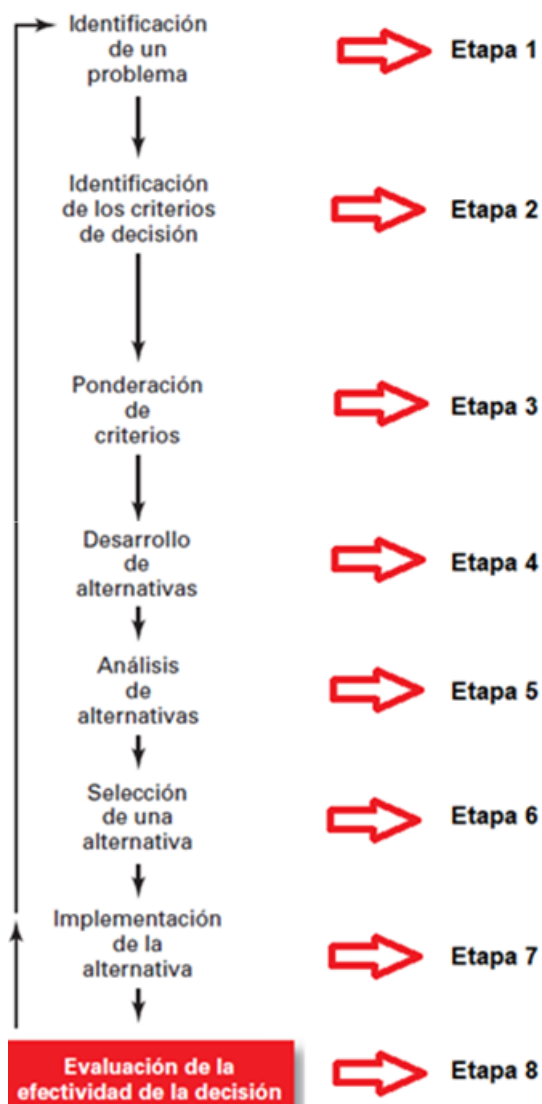 Identificación
de un
problema
Etapa 1
Identificación
de los criterios
de decisión
Etapa 2
Ponderación
de
criterios
Etapa 3
Desarrollo
de
alternativas
Etapa 4
Análisis
de
alternativas
Etapa 5
Selección
de una
alternativa
Etapa 6
Implementación
de la
alternativa
Etapa 7
Evaluación de la
efectividad de la decisión
Etapa 8